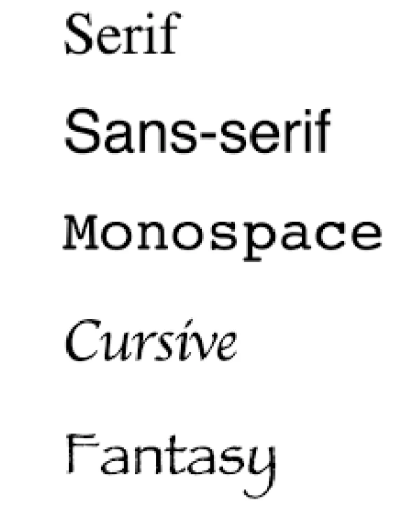 Serif
Sans-serif
Monospace
Cursive
Fantasy